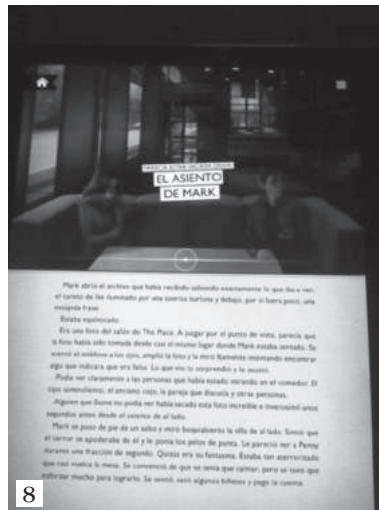 PARECÍA ESTAR SACADA DESDE
EL ASIENTO
DE MARK
Mark abrió el archivo que había recibido sabiendo exactamente lo que iba a ver:
el careto de Ike iluminado por una sonrisa burlona y debajo, por si fuera poco, una
estúpida frase.
Estaba equivocado.
Era una foto del salón de The Place. A juzgar por el punto de vista, parecía que
la foto había sido tomada desde casi el mismo lugar donde Mark estaba sentado. Se
acercó el teléfono a los ojos, amplió la foto y la miró fijamente intentando encontrar
algo que indicara que era falsa. Lo que vio lo sorprendió y le asustó.
Podía ver claramente a las personas que había estado mirando en el comedor. El
tipo somnoliento, el anciano cojo, la pareja que discutía y otras personas.
Alguien que Ike no podía ver había sacado esta foto increíble e inverosímil unos
segundos antes desde el asiento de al lado.
Mark se puso de pie de un salto y miró boquiabierto la silla de al lado. Sintió que
el terror se apoderaba de él y le ponía los pelos de punta. Le pareció ver a Penny
durante una fracción de segundo. Quizás era su fantasma. Estaba tan aterrorizado
que casi vuelca la mesa. Se convenció de que se tenía que calmar, pero se tuvo que
esforzar mucho para lograrlo. Se sentó, sacó algunos billetes y pagó la cuenta.
8